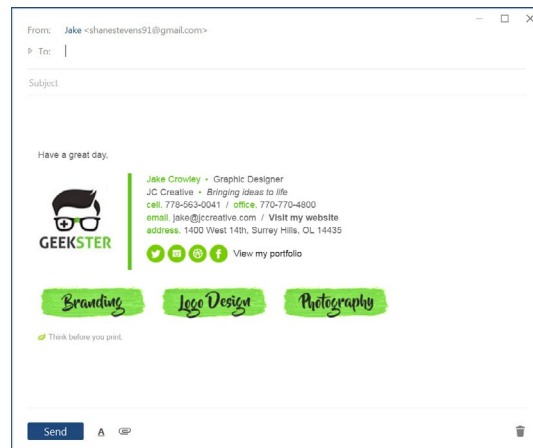 From: Jake <shanestevens91@gmail.com>
To:
Subject
Have a great day,
GEEKSTER
Jake Crowley • Graphic Designer
JC Creative • Bringing ideas to life
cell. 778-563-0041 / office. 770-770-4800
email. jake@jccreative.com / Visit my website
address. 1400 West 14th, Surrey Hills, OL 14435
View my portfolio
Branding Logo Design Photography
Think before you print.
Send A